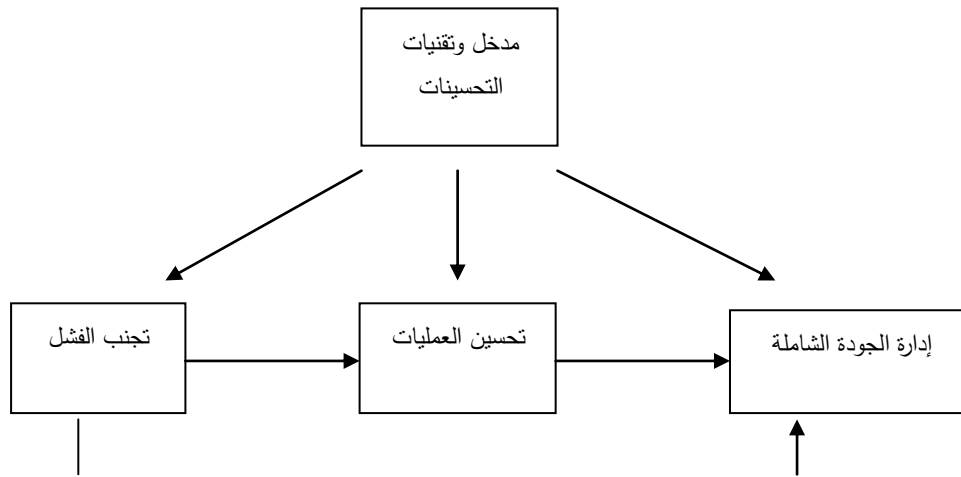 مدخل وتقنيات
التحسينات
إدارة الجودة الشاملة
تحسين العمليات
تجنب الفشل